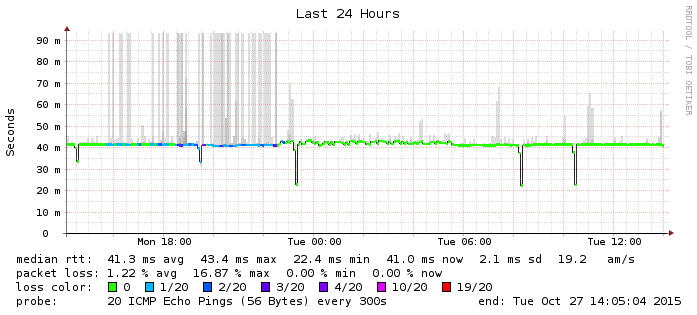 Last 24 Hours
RRDTOOL / TOBI OETIKER
Seconds
90 m
80 m
70 m
60 m
50 m
40 m
30 m
20 m
10 m
0
Mon 18:00 Tue 00:00 Tue 06:00 Tue 12:00
median rtt: 41.3 ms avg 43.4 ms max 22.4 ms min 41.0 ms now 2.1 ms sd 19.2 am/s
packet loss: 1.22 % avg 16.87 % max 0.00 % min 0.00 % now
loss color: 0 1/20 2/20 3/20 4/20 10/20 19/20
probe: 20 ICMP Echo Pings (56 Bytes) every 300s end: Tue Oct 27 14:05:04 2015